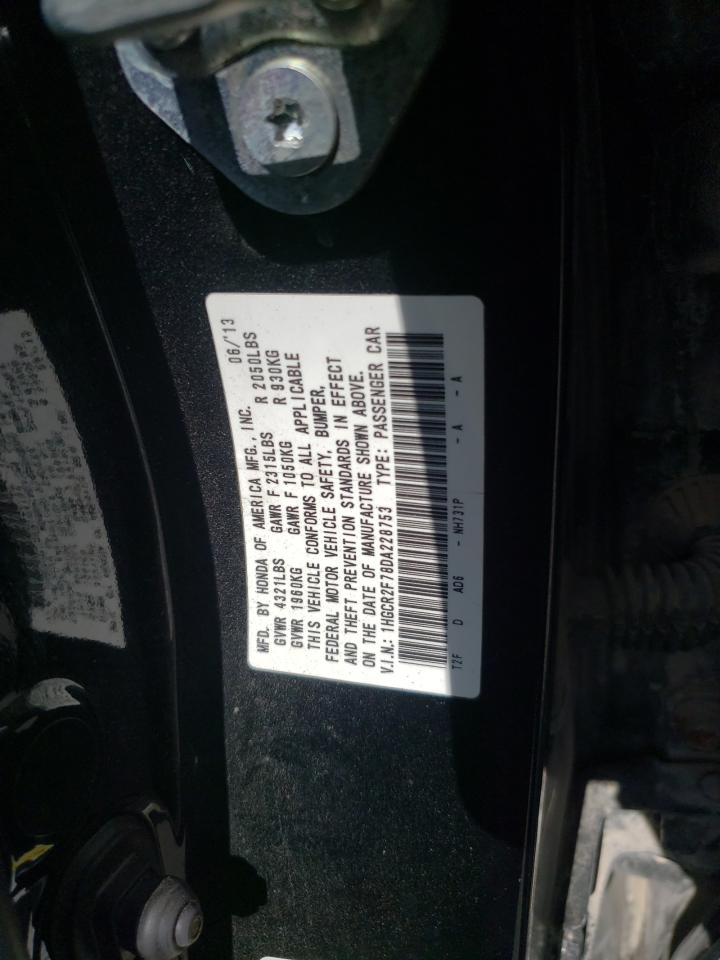 MFD. BY HONDA OF AMERICA MFG., INC. 06/'13
GVWR 4321LBS GAWR F 2315LBS R 2050LBS
GVWR 1960KG GAWR F 1050KG R 930KG
THIS VEHICLE CONFORMS TO ALL APPLICABLE
FEDERAL MOTOR VEHICLE SAFETY, BUMPER,
AND THEFT PREVENTION STANDARDS IN EFFECT
ON THE DATE OF MANUFACTURE SHOWN ABOVE.
V.I.N.: 1HGCR2F78DA228753 TYPE: PASSENGER CAR
T2F D AD6 - NH731P - A - A